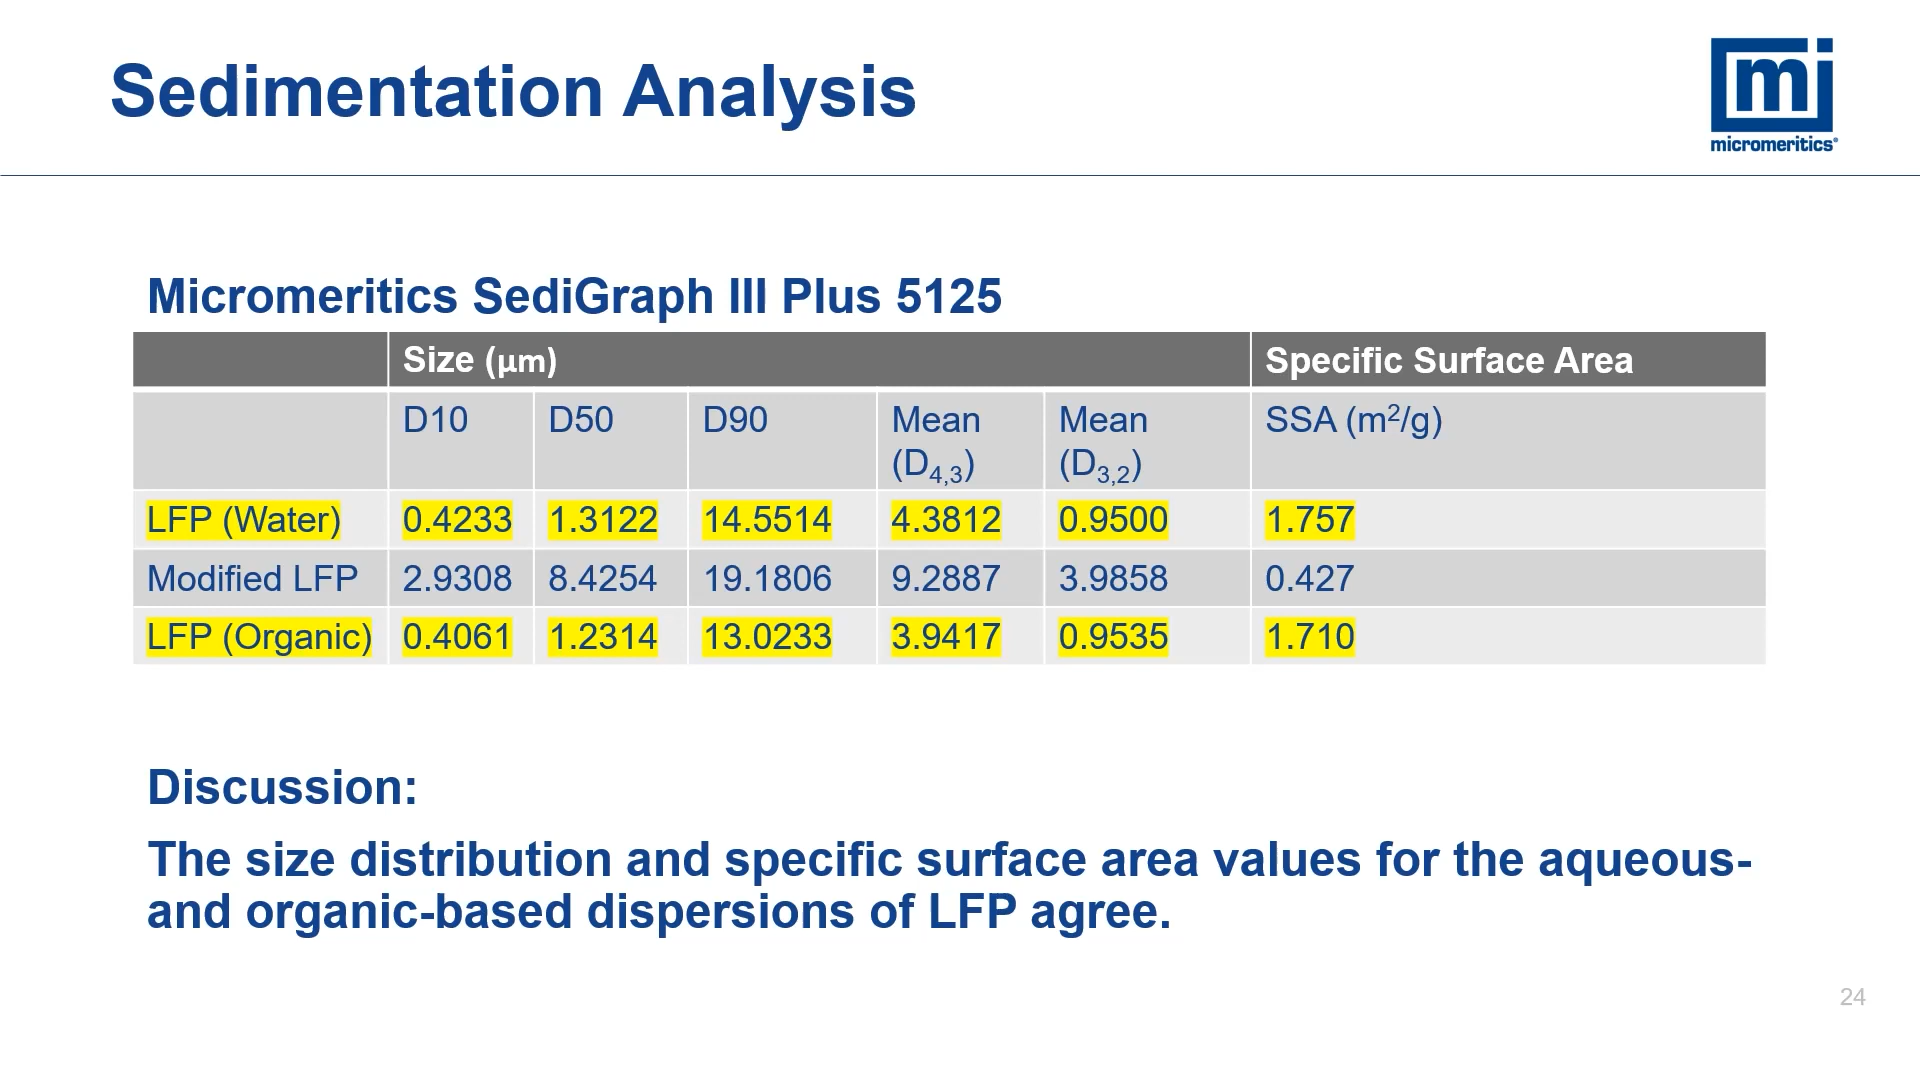 Sedimentation Analysis
mi
micromeritics®
Micromeritics SediGraph III Plus 5125
Size (µm) Specific Surface Area
D10 D50 D90 Mean (D4,3) Mean (D3,2) SSA (m²/g)
LFP (Water) 0.4233 1.3122 14.5514 4.3812 0.9500 1.757
Modified LFP 2.9308 8.4254 19.1806 9.2887 3.9858 0.427
LFP (Organic) 0.4061 1.2314 13.0233 3.9417 0.9535 1.710
Discussion:
The size distribution and specific surface area values for the aqueous-
and organic-based dispersions of LFP agree.
24